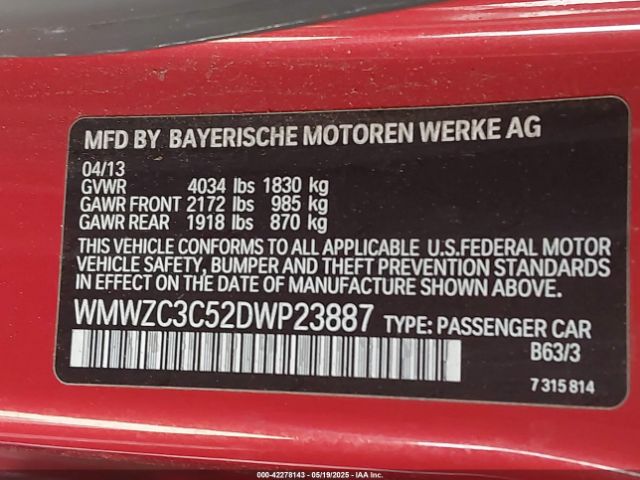 MFD BY BAYERISCHE MOTOREN WERKE AG
04/13
GVWR 4034 lbs 1830 kg
GAWR FRONT 2172 lbs 985 kg
GAWR REAR 1918 lbs 870 kg
THIS VEHICLE CONFORMS TO ALL APPLICABLE U.S.FEDERAL MOTOR
VEHICLE SAFETY, BUMPER AND THEFT PREVENTION STANDARDS
IN EFFECT ON THE DATE OF MANUFACTURE SHOWN ABOVE.
WMWZC3C52DWP23887 TYPE: PASSENGER CAR
B63/3
7 315 814
000-42278143 - 05/19/2025 - IAA Inc.